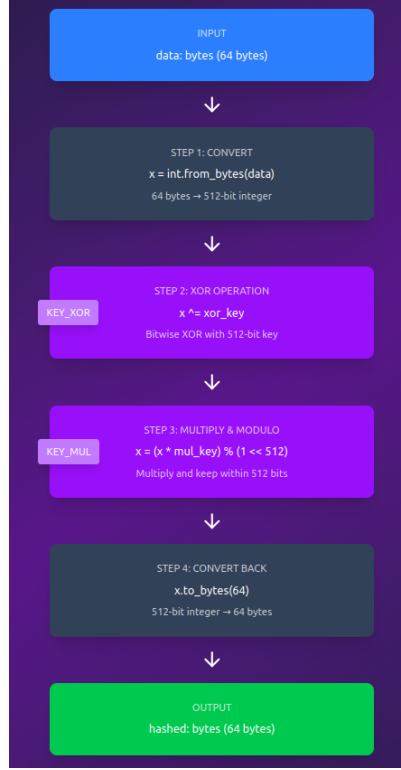 INPUT
data: bytes (64 bytes)
↓
STEP 1: CONVERT
x = int.from_bytes(data)
64 bytes → 512-bit integer
↓
STEP 2: XOR OPERATION
KEY_XOR
x ^= xor_key
Bitwise XOR with 512-bit key
↓
STEP 3: MULTIPLY & MODULO
KEY_MUL
x = (x * mul_key) % (1 << 512)
Multiply and keep within 512 bits
↓
STEP 4: CONVERT BACK
x.to_bytes(64)
512-bit integer → 64 bytes
↓
OUTPUT
hashed: bytes (64 bytes)